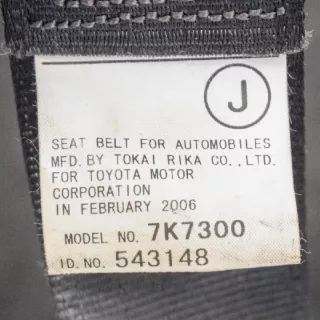 J
SEAT BELT FOR AUTOMOBILES
MFD. BY TOKAI RIKA CO., LTD.
FOR TOYOTA MOTOR
CORPORATION
IN FEBRUARY 2006
MODEL NO. 7K7300
ID. NO. 543148